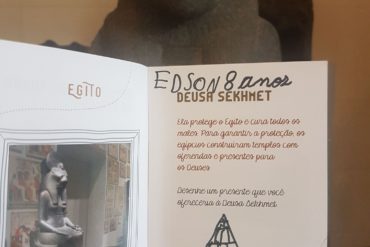 EGITO
EDSON 8 anos
DEUSA SEKHMET
Ela protege o Egito e cura todos os
males. Para garantir a proteção, os
egípcios construíram templos com
oferendas e presentes para
os Deuses.
Desenhe um presente que você
ofereceria à Deusa Sekhmet